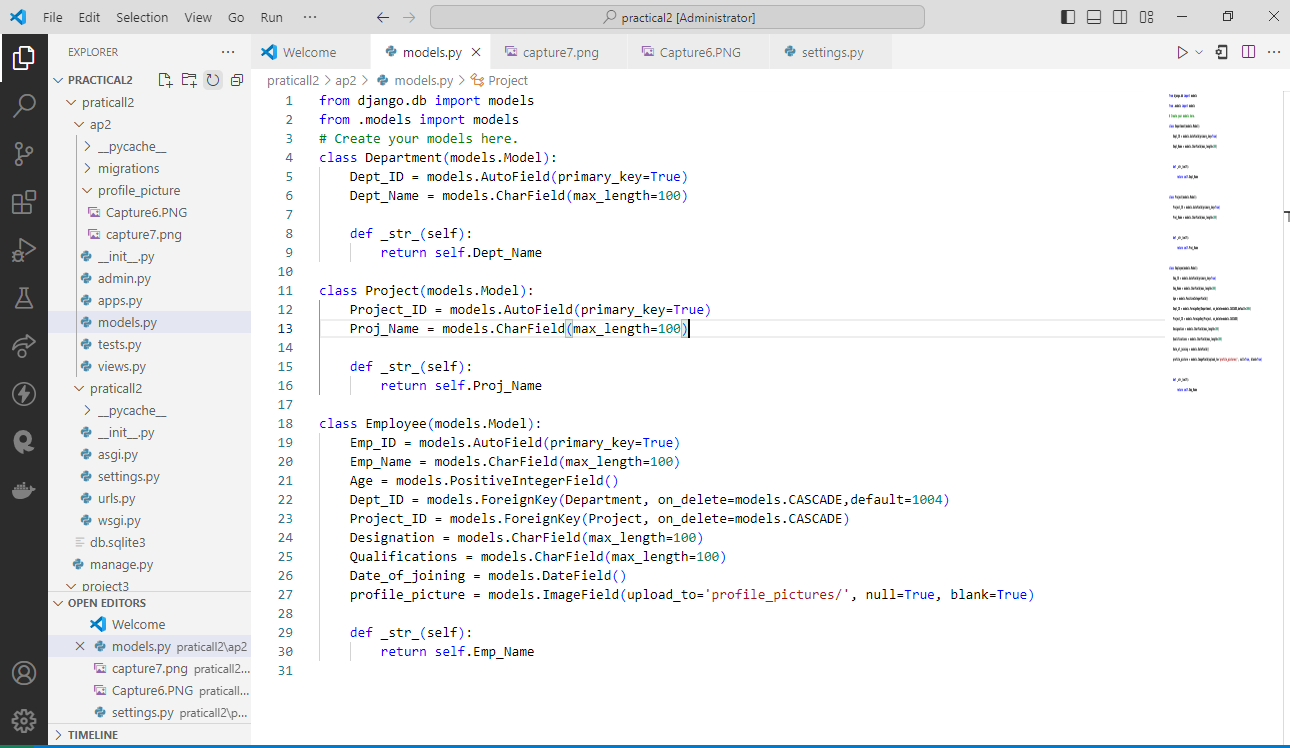 File Edit Selection View Go Run ···
practical2 [Administrator]
EXPLORER ···
PRACTICAL2
praticall2
ap2
__pycache__
migrations
profile_picture
Capture6.PNG
capture7.png
__init__.py
admin.py
apps.py
models.py
tests.py
views.py
praticall2
__pycache__
__init__.py
asgi.py
settings.py
urls.py
wsgi.py
db.sqlite3
manage.py
project3
OPEN EDITORS
Welcome
models.py praticall2\ap2
capture7.png praticall2...
Capture6.PNG praticall...
settings.py praticall2\p...
TIMELINE
Welcome models.py capture7.png Capture6.PNG settings.py
praticall2 > ap2 > models.py > Project
1 from django.db import models
2 from .models import models
3 # Create your models here.
4 class Department(models.Model):
5 Dept_ID = models.AutoField(primary_key=True)
6 Dept_Name = models.CharField(max_length=100)
7
8 def _str_(self):
9 return self.Dept_Name
10
11 class Project(models.Model):
12 Project_ID = models.AutoField(primary_key=True)
13 Proj_Name = models.CharField(max_length=100)
14
15 def _str_(self):
16 return self.Proj_Name
17
18 class Employee(models.Model):
19 Emp_ID = models.AutoField(primary_key=True)
20 Emp_Name = models.CharField(max_length=100)
21 Age = models.PositiveIntegerField()
22 Dept_ID = models.ForeignKey(Department, on_delete=models.CASCADE,default=1004)
23 Project_ID = models.ForeignKey(Project, on_delete=models.CASCADE)
24 Designation = models.CharField(max_length=100)
25 Qualifications = models.CharField(max_length=100)
26 Date_of_joining = models.DateField()
27 profile_picture = models.ImageField(upload_to='profile_pictures/', null=True, blank=True)
28
29 def _str_(self):
30 return self.Emp_Name
31